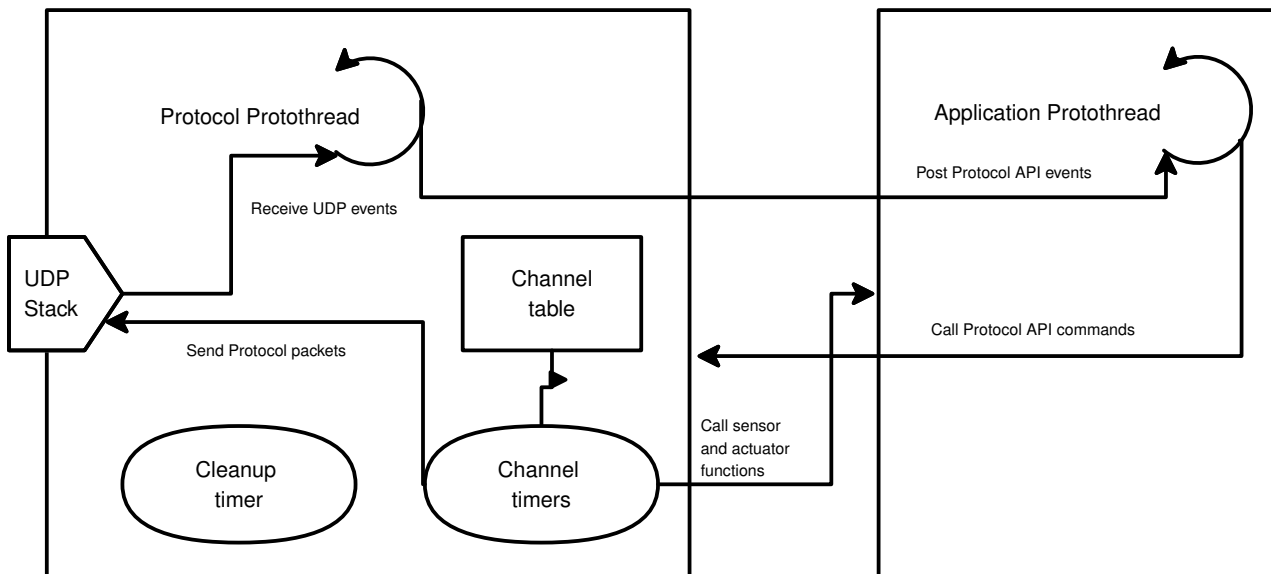 Protocol Protothread
Application Protothread
Post Protocol API events
Receive UDP events
UDP
Stack
Channel
table
Call Protocol API commands
Send Protocol packets
Call sensor
and actuator
functions
Cleanup
timer
Channel
timers